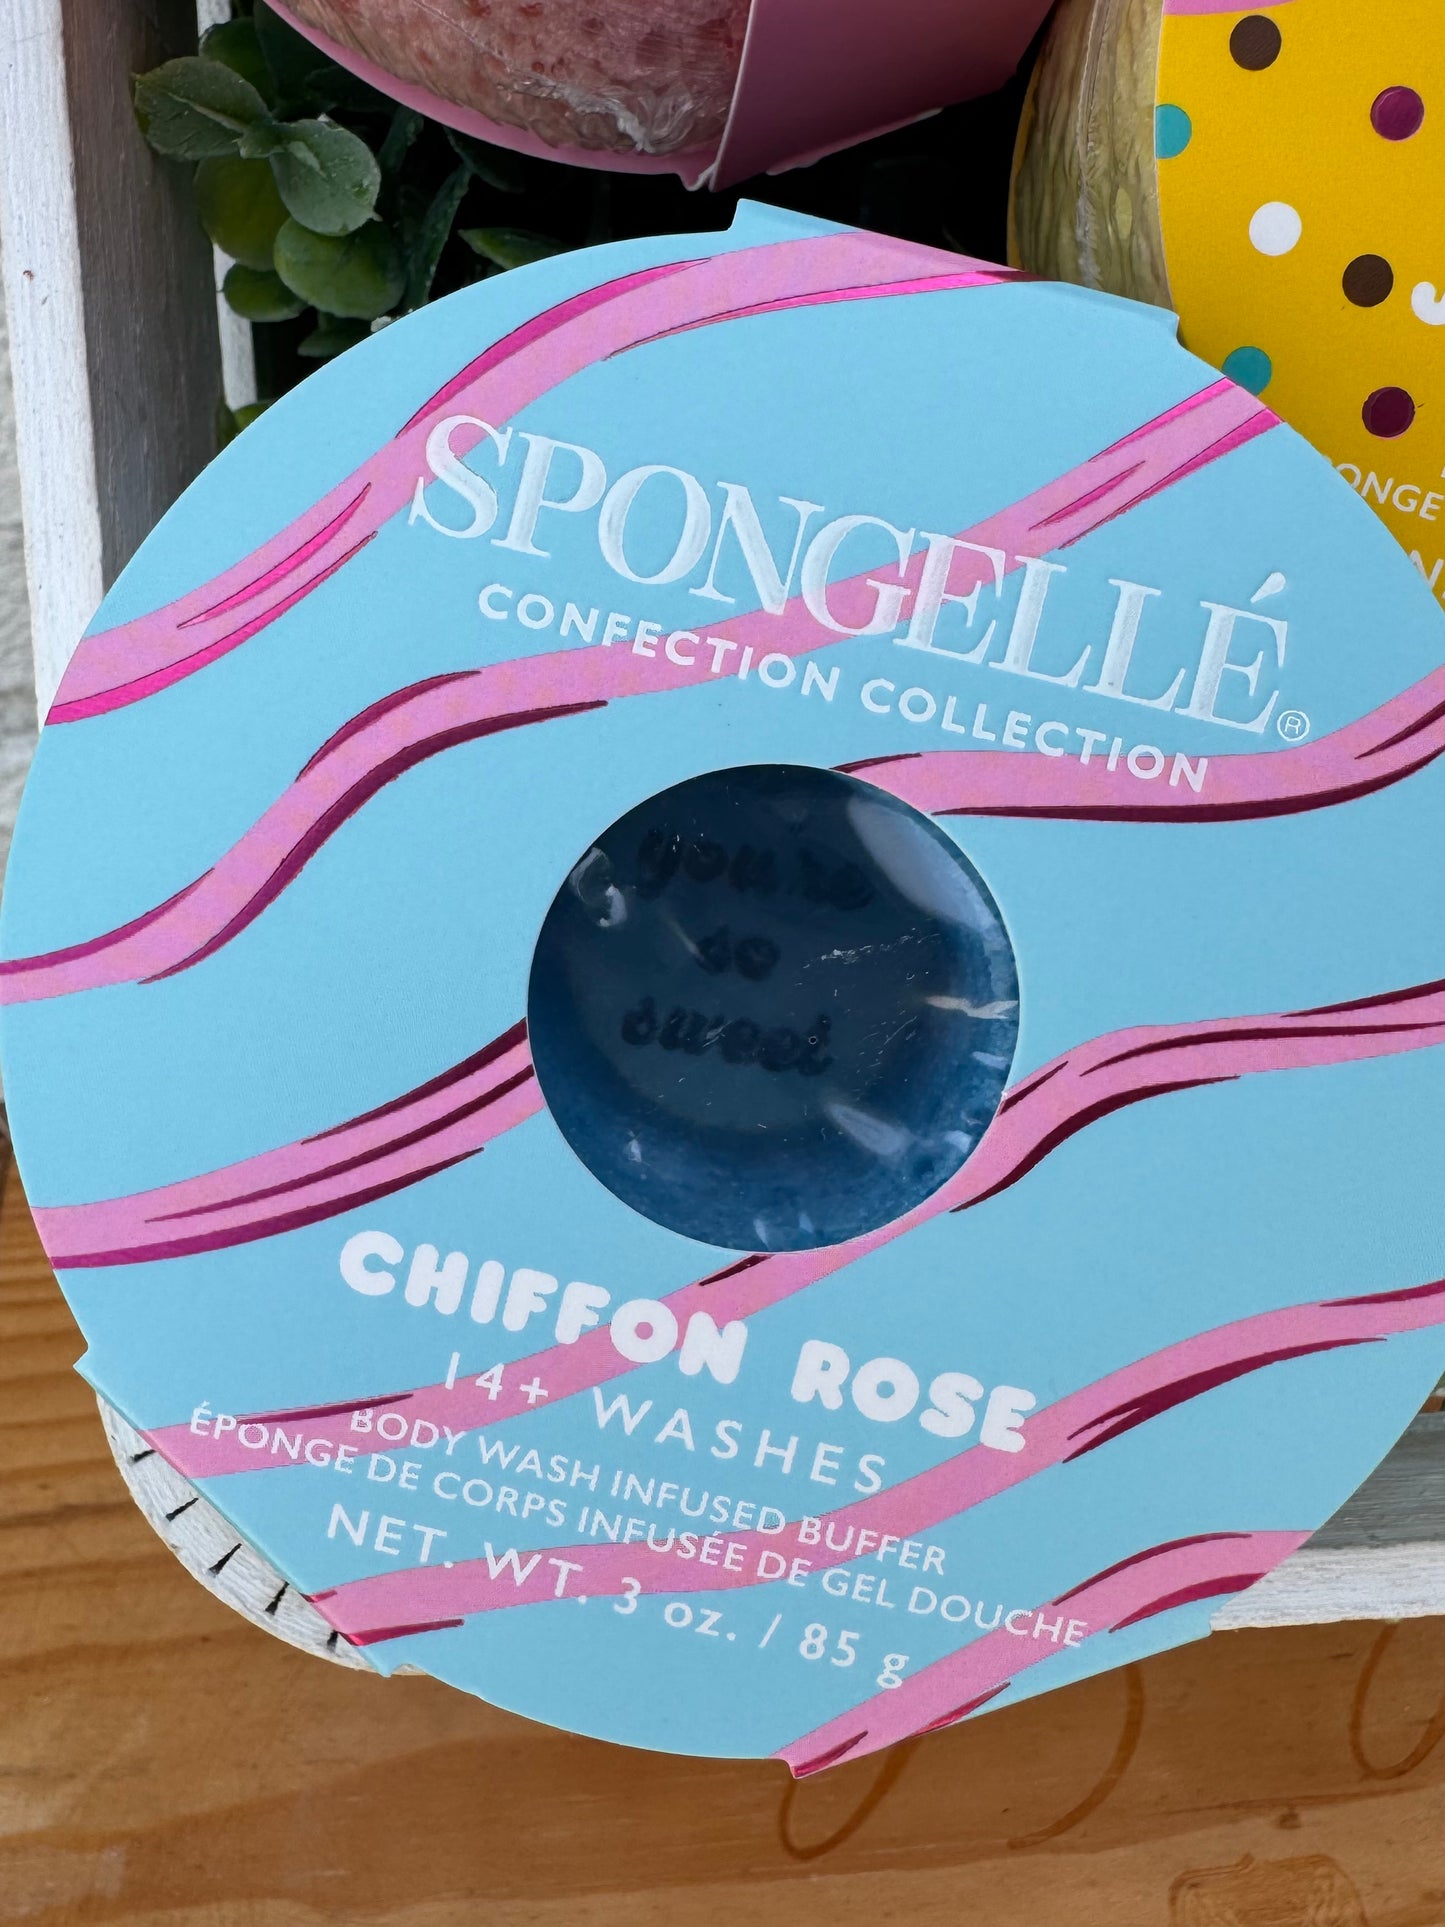 SPONGELLÉ®
CONFECTION COLLECTION
you're
so
sweet
CHIFFON ROSE
14+ WASHES
BODY WASH INFUSED BUFFER
ÉPONGE DE CORPS INFUSÉE DE GEL DOUCHE
NET. WT. 3 oz. / 85 g